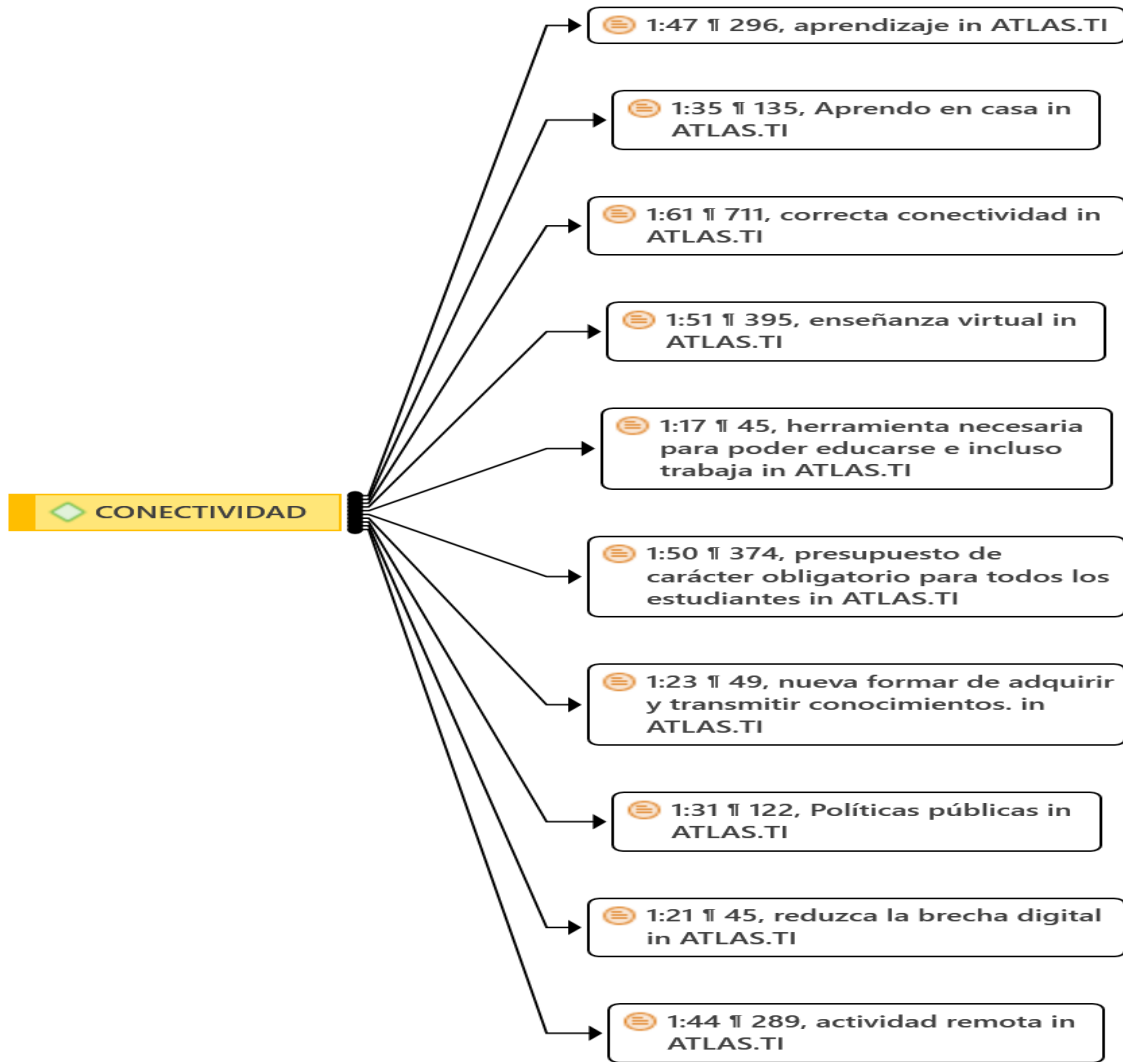 1:47 ¶ 296, aprendizaje in ATLAS.TI
1:35 ¶ 135, Aprendo en casa in
ATLAS.TI
1:61 ¶ 711, correcta conectividad in
ATLAS.TI
1:51 ¶ 395, enseñanza virtual in
ATLAS.TI
1:17 ¶ 45, herramienta necesaria
para poder educarse e incluso
trabaja in ATLAS.TI
CONECTIVIDAD
1:50 ¶ 374, presupuesto de
carácter obligatorio para todos los
estudiantes in ATLAS.TI
1:23 ¶ 49, nueva formar de adquirir
y transmitir conocimientos. in
ATLAS.TI
1:31 ¶ 122, Políticas públicas in
ATLAS.TI
1:21 ¶ 45, reduzca la brecha digital
in ATLAS.TI
1:44 ¶ 289, actividad remota in
ATLAS.TI